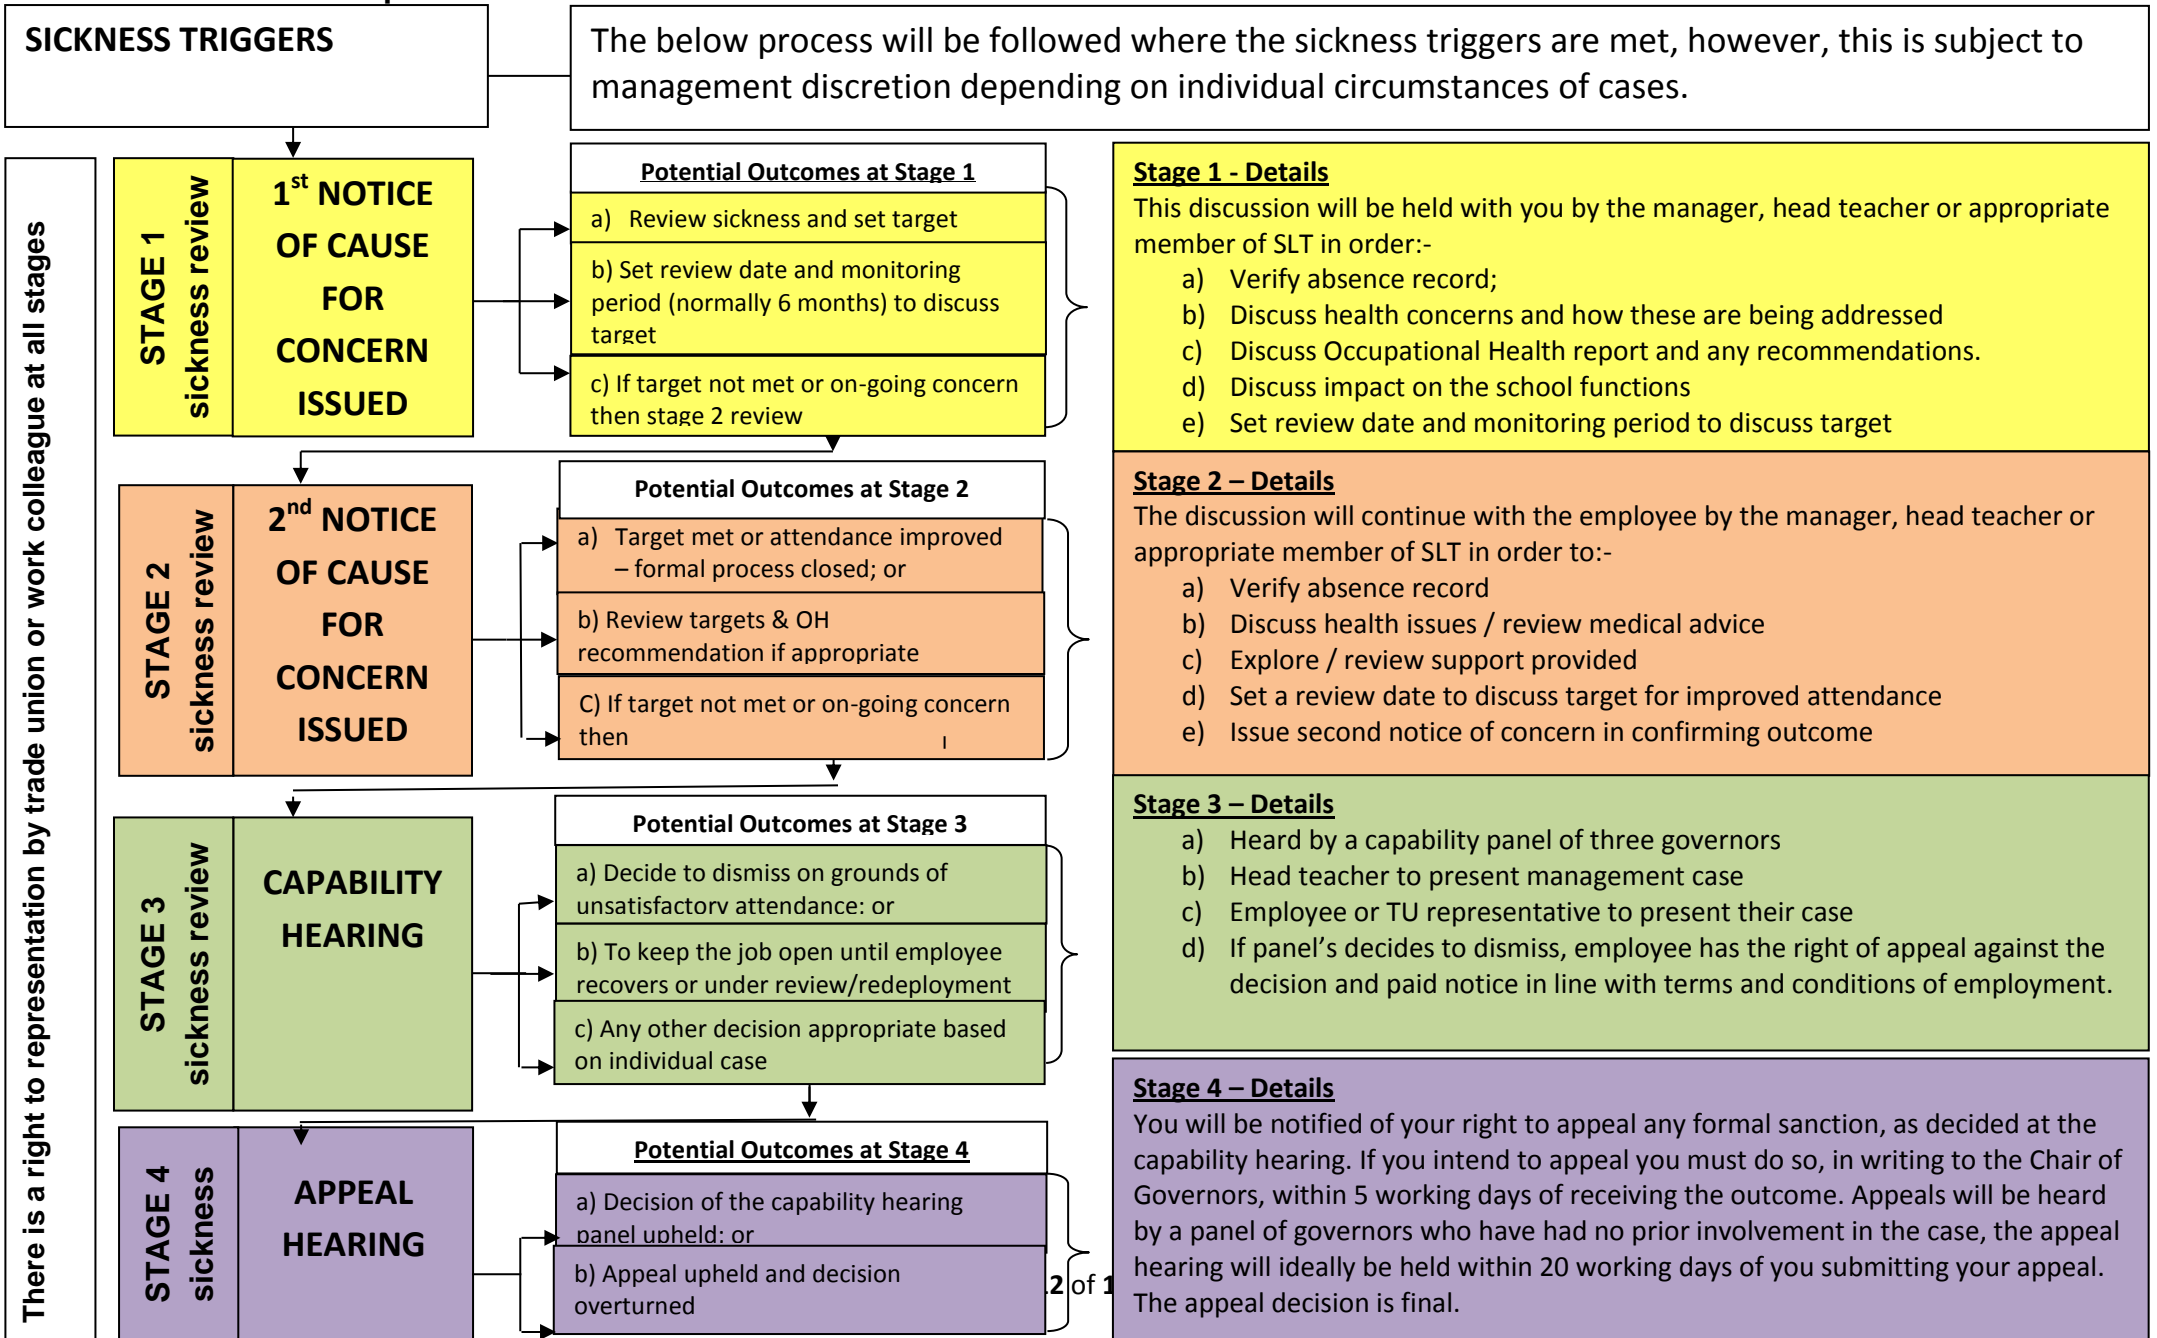 SICKNESS TRIGGERS
The below process will be followed where the sickness triggers are met, however, this is subject to
management discretion depending on individual circumstances of cases.
There is a right to representation by trade union or work colleague at all stages
STAGE 1
sickness review
1st NOTICE
OF CAUSE
FOR
CONCERN
ISSUED
Potential Outcomes at Stage 1
a) Review sickness and set target
b) Set review date and monitoring
period (normally 6 months) to discuss
target
c) If target not met or on-going concern
then stage 2 review
Stage 1 - Details
This discussion will be held with you by the manager, head teacher or appropriate
member of SLT in order:-
a) Verify absence record;
b) Discuss health concerns and how these are being addressed
c) Discuss Occupational Health report and any recommendations.
d) Discuss impact on the school functions
e) Set review date and monitoring period to discuss target
STAGE 2
sickness review
2nd NOTICE
OF CAUSE
FOR
CONCERN
ISSUED
Potential Outcomes at Stage 2
a) Target met or attendance improved
– formal process closed; or
b) Review targets & OH
recommendation if appropriate
C) If target not met or on-going concern
then
Stage 2 – Details
The discussion will continue with the employee by the manager, head teacher or
appropriate member of SLT in order to:-
a) Verify absence record
b) Discuss health issues / review medical advice
c) Explore / review support provided
d) Set a review date to discuss target for improved attendance
e) Issue second notice of concern in confirming outcome
STAGE 3
sickness review
CAPABILITY
HEARING
Potential Outcomes at Stage 3
a) Decide to dismiss on grounds of
unsatisfactory attendance; or
b) To keep the job open until employee
recovers or under review/redeployment
c) Any other decision appropriate based
on individual case
Stage 3 – Details
a) Heard by a capability panel of three governors
b) Head teacher to present management case
c) Employee or TU representative to present their case
d) If panel’s decides to dismiss, employee has the right of appeal against the
decision and paid notice in line with terms and conditions of employment.
STAGE 4
sickness
APPEAL
HEARING
Potential Outcomes at Stage 4
a) Decision of the capability hearing
panel upheld; or
b) Appeal upheld and decision
overturned
2 of 1
Stage 4 – Details
You will be notified of your right to appeal any formal sanction, as decided at the
capability hearing. If you intend to appeal you must do so, in writing to the Chair of
Governors, within 5 working days of receiving the outcome. Appeals will be heard
by a panel of governors who have had no prior involvement in the case, the appeal
hearing will ideally be held within 20 working days of you submitting your appeal.
The appeal decision is final.